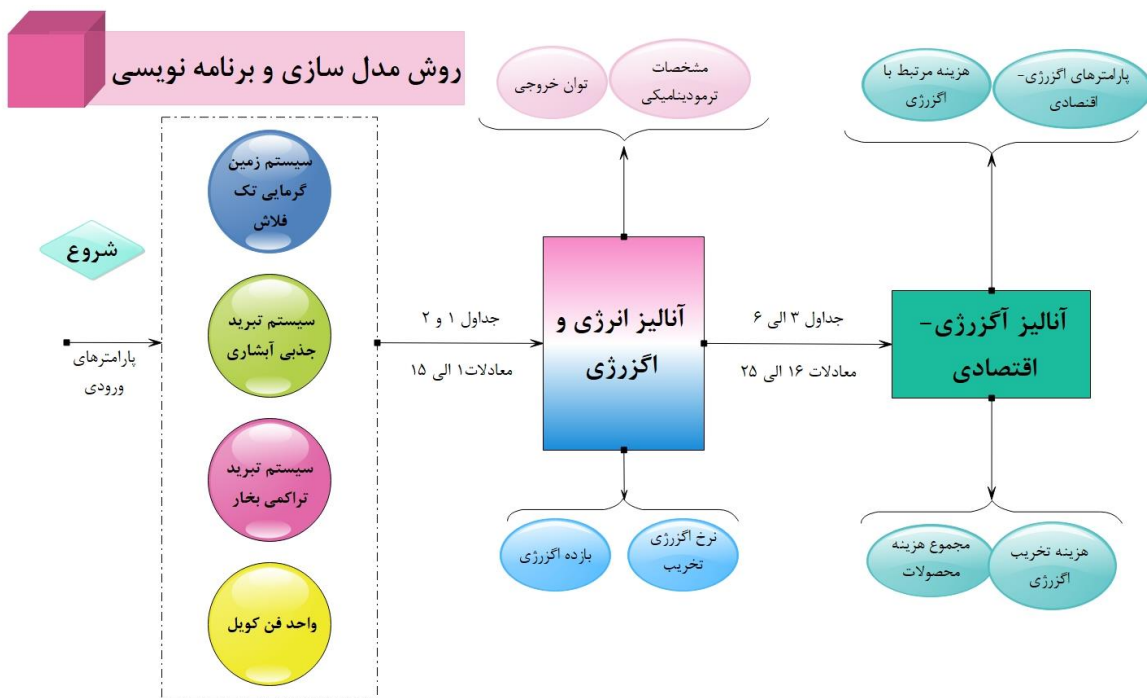 روش مدل سازی و برنامه نویسی
شروع
پارامترهای
ورودی
سیستم زمین
گرمایی تک
فلاش
سیستم تبرید
جذبی آبشاری
سیستم تبرید
تراکمی بخار
واحد فن کویل
جداول ۱ و ۲
معادلات۱ الی ۱۵
توان خروجی
مشخصات
ترمودینامیکی
آنالیز انرژی و
اگزرژی
بازده اگزرژی
نرخ اگزرژی
تخریب
جداول ۳ الی ۶
معادلات ۱۶ الی ۲۵
هزینه مرتبط با
اگزرژی
پارامترهای اگزرژی-
اقتصادی
آنالیز آگزرژی-
اقتصادی
مجموع هزینه
محصولات
هزینه تخریب
اگزرژی